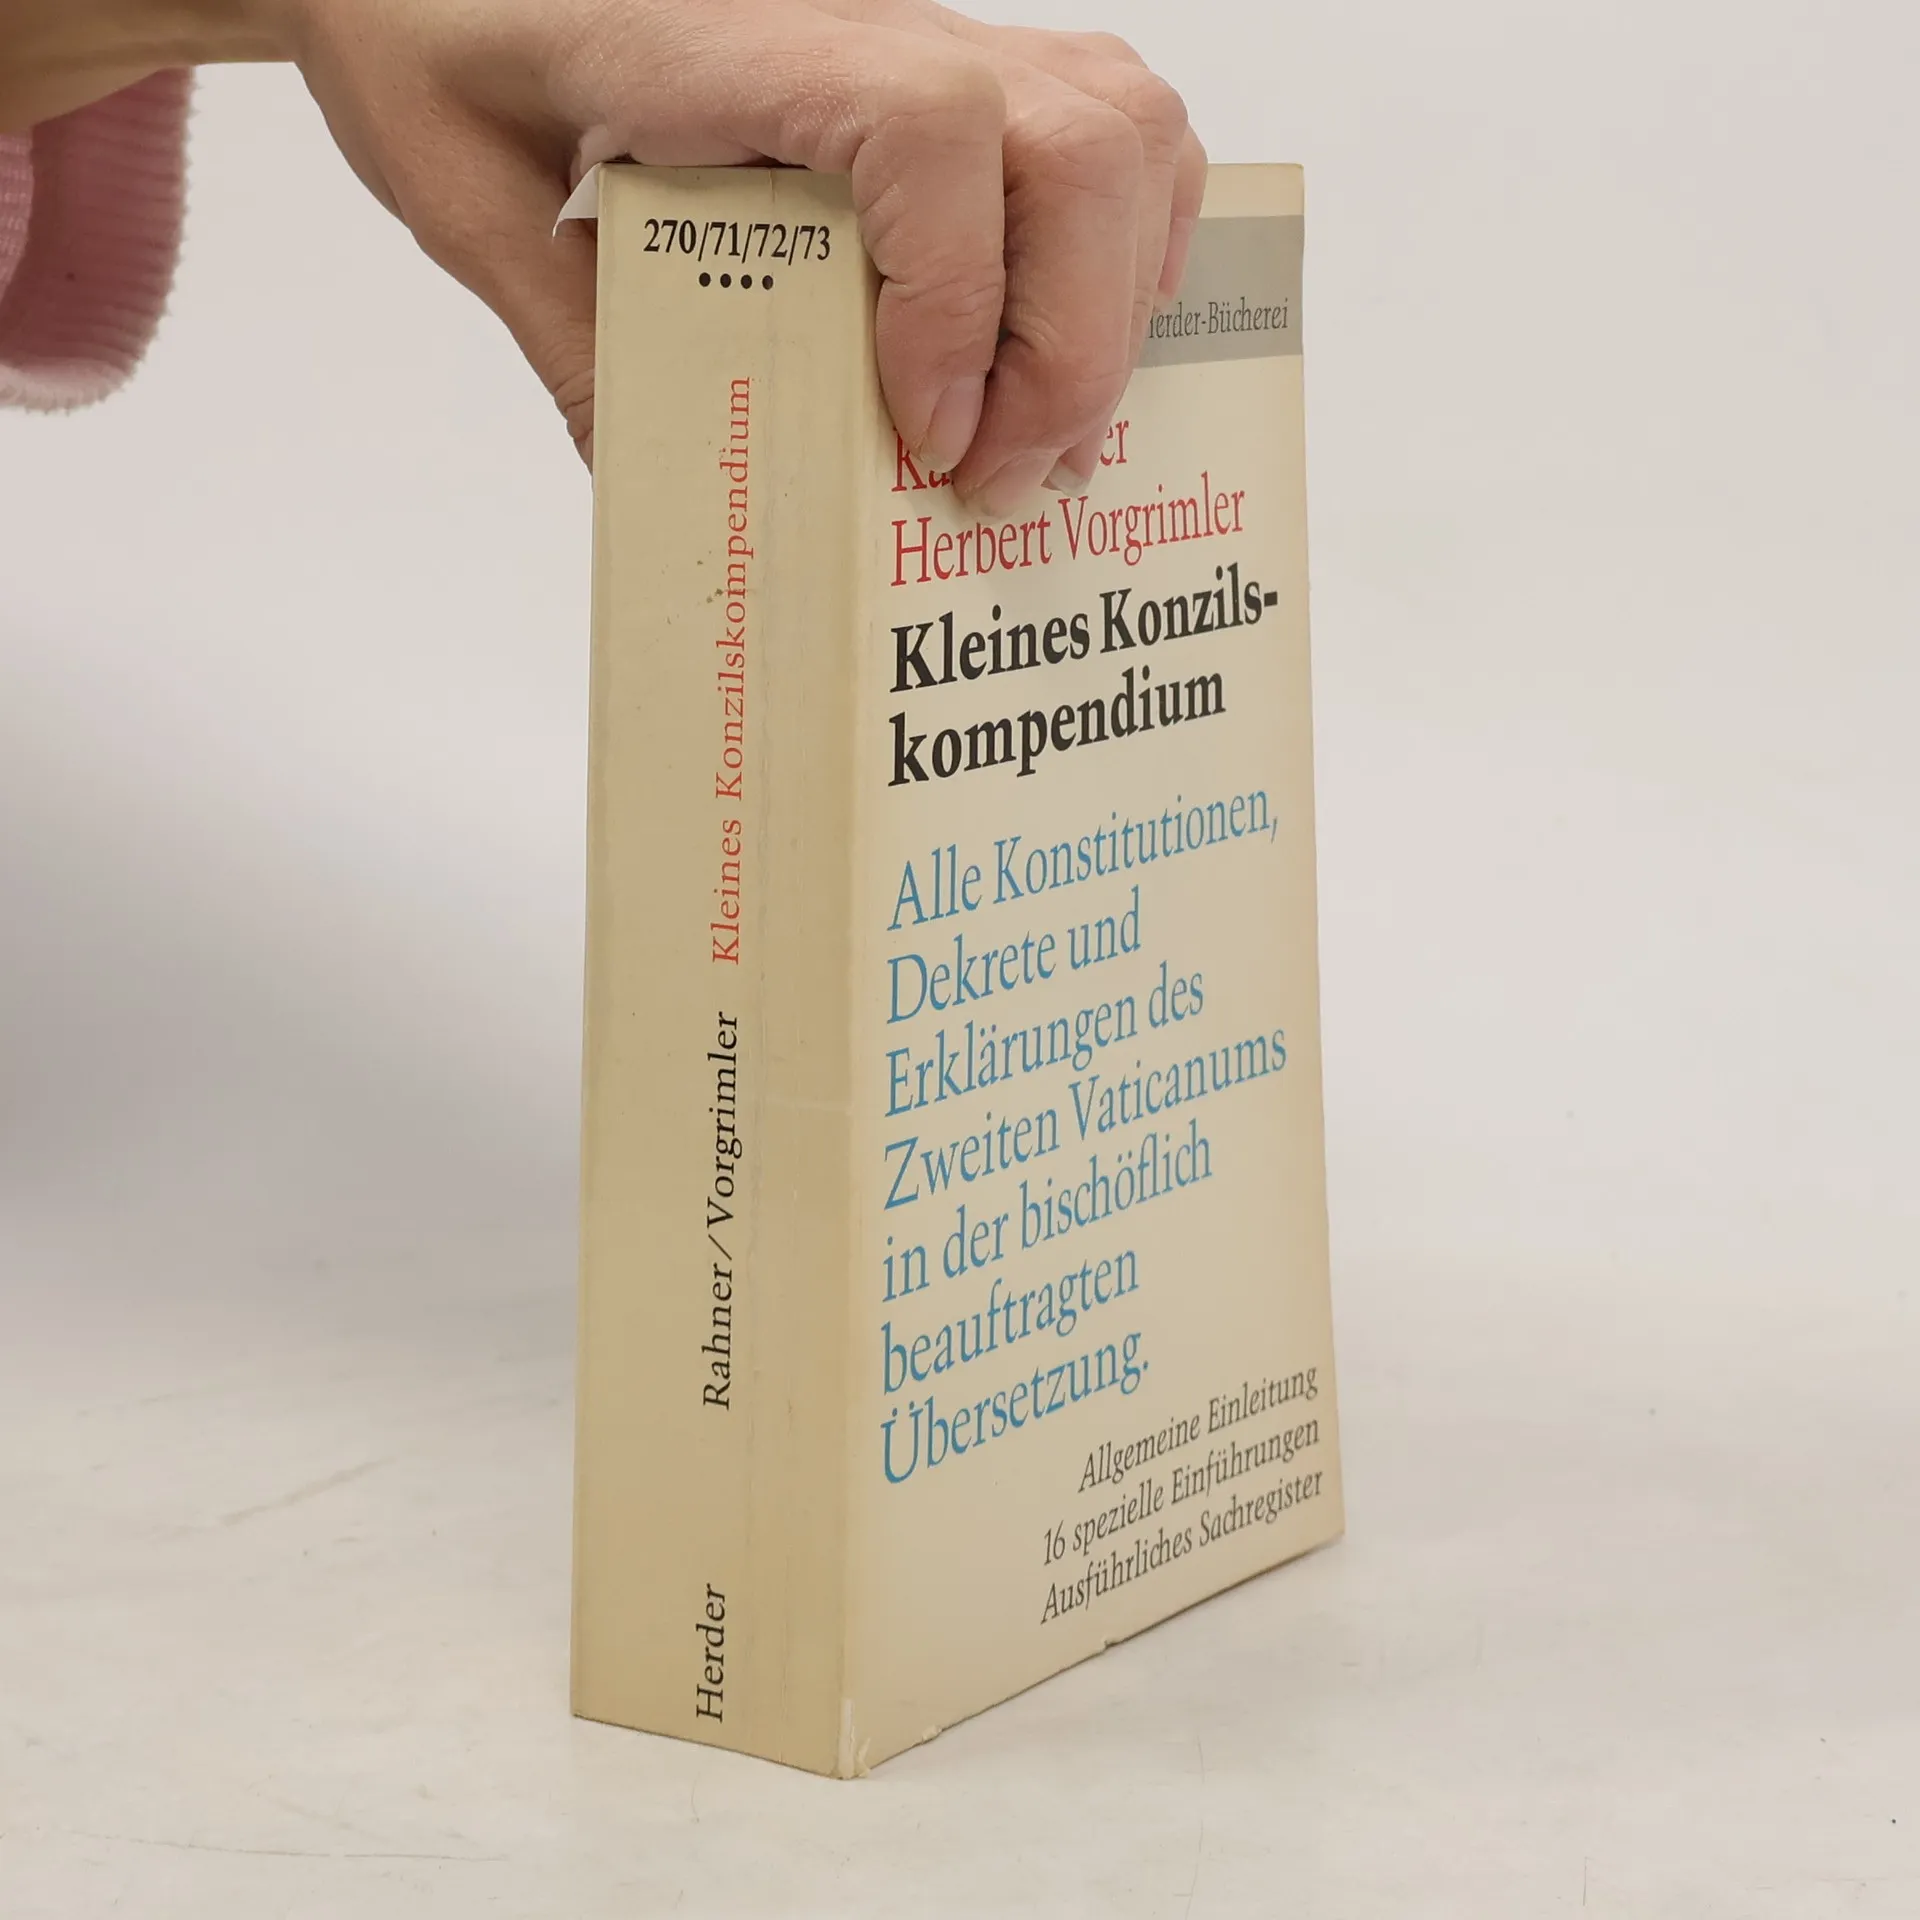 270/71/72/73
Kleines Konzilskompendium
Rahner/Vorgrimler
Herder
Herder-Bücherei
Herbert Vorgrimler
Kleines Konzils-
kompendium
Alle Konstitutionen,
Dekrete und
Erklärungen des
Zweiten Vaticanums
in der bischöflich
beauftragten
Übersetzung.
Allgemeine Einleitung
16 spezielle Einführungen
Ausführliches Sachregister